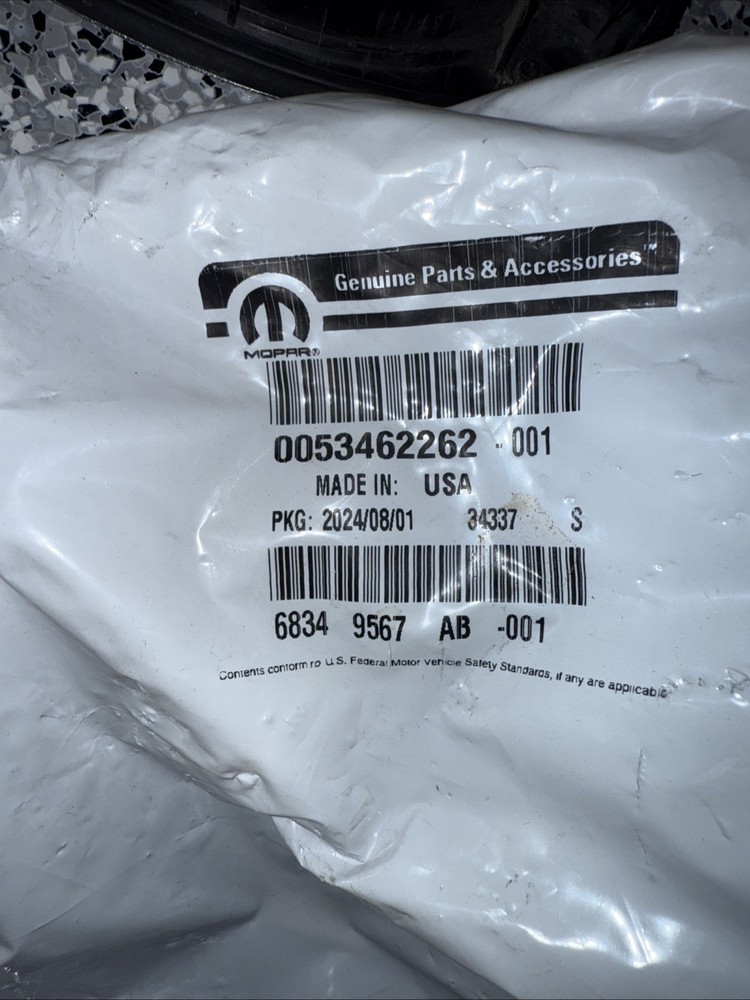 Genuine Parts & Accessories™
MOPAR®
0053462262 - 001
MADE IN: USA
PKG: 2024/08/01 34337 S
6834 9567 AB -001
Contents conform to U.S. Federal Motor Vehicle Safety Standards, if any are applicable